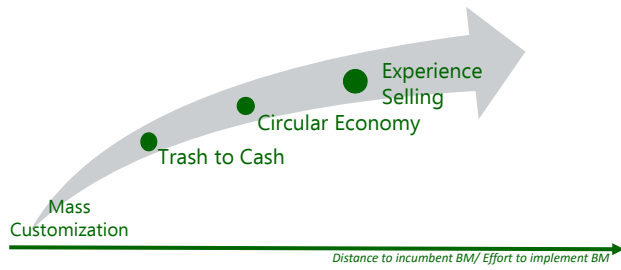 Experience
Selling
Circular Economy
Trash to Cash
Mass
Customization
Distance to incumbent BM/ Effort to implement BM